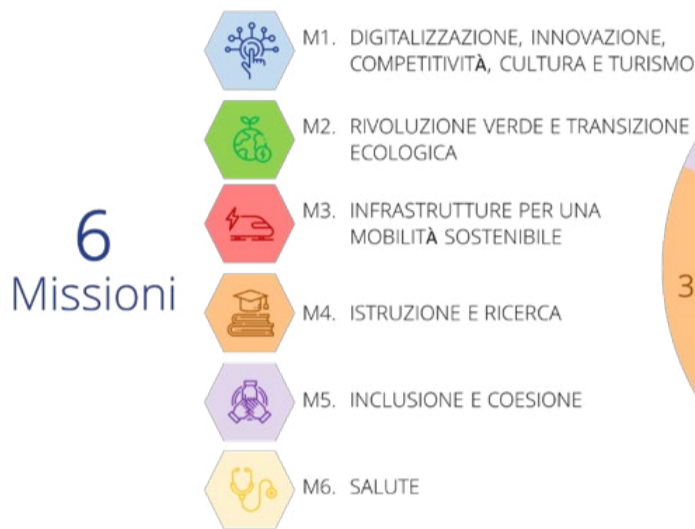 6
Missioni
M1. DIGITALIZZAZIONE, INNOVAZIONE,
COMPETITIVITÀ, CULTURA E TURISMO
M2. RIVOLUZIONE VERDE E TRANSIZIONE
ECOLOGICA
M3. INFRASTRUTTURE PER UNA
MOBILITÀ SOSTENIBILE
M4. ISTRUZIONE E RICERCA
M5. INCLUSIONE E COESIONE
M6. SALUTE
3